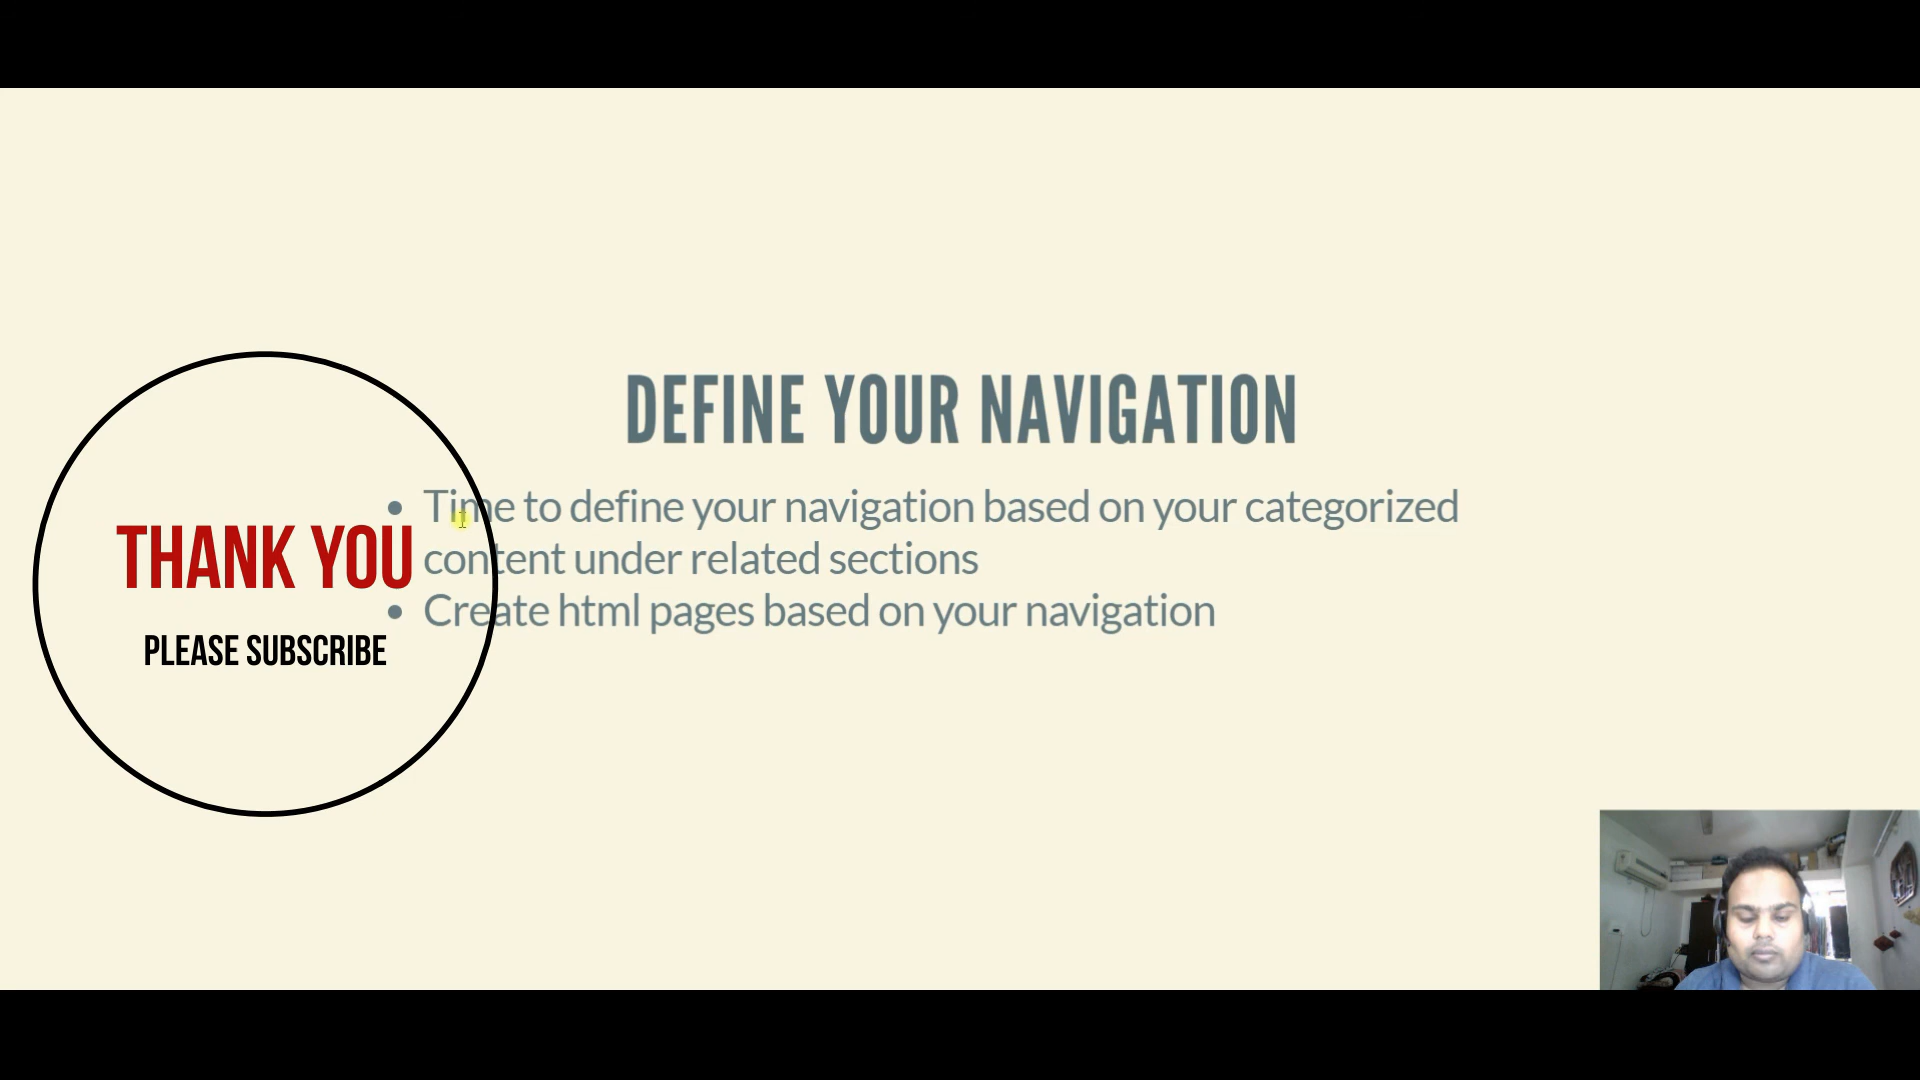 DEFINE YOUR NAVIGATION
• Time to define your navigation based on your categorized
content under related sections
• Create html pages based on your navigation
THANK YOU
PLEASE SUBSCRIBE